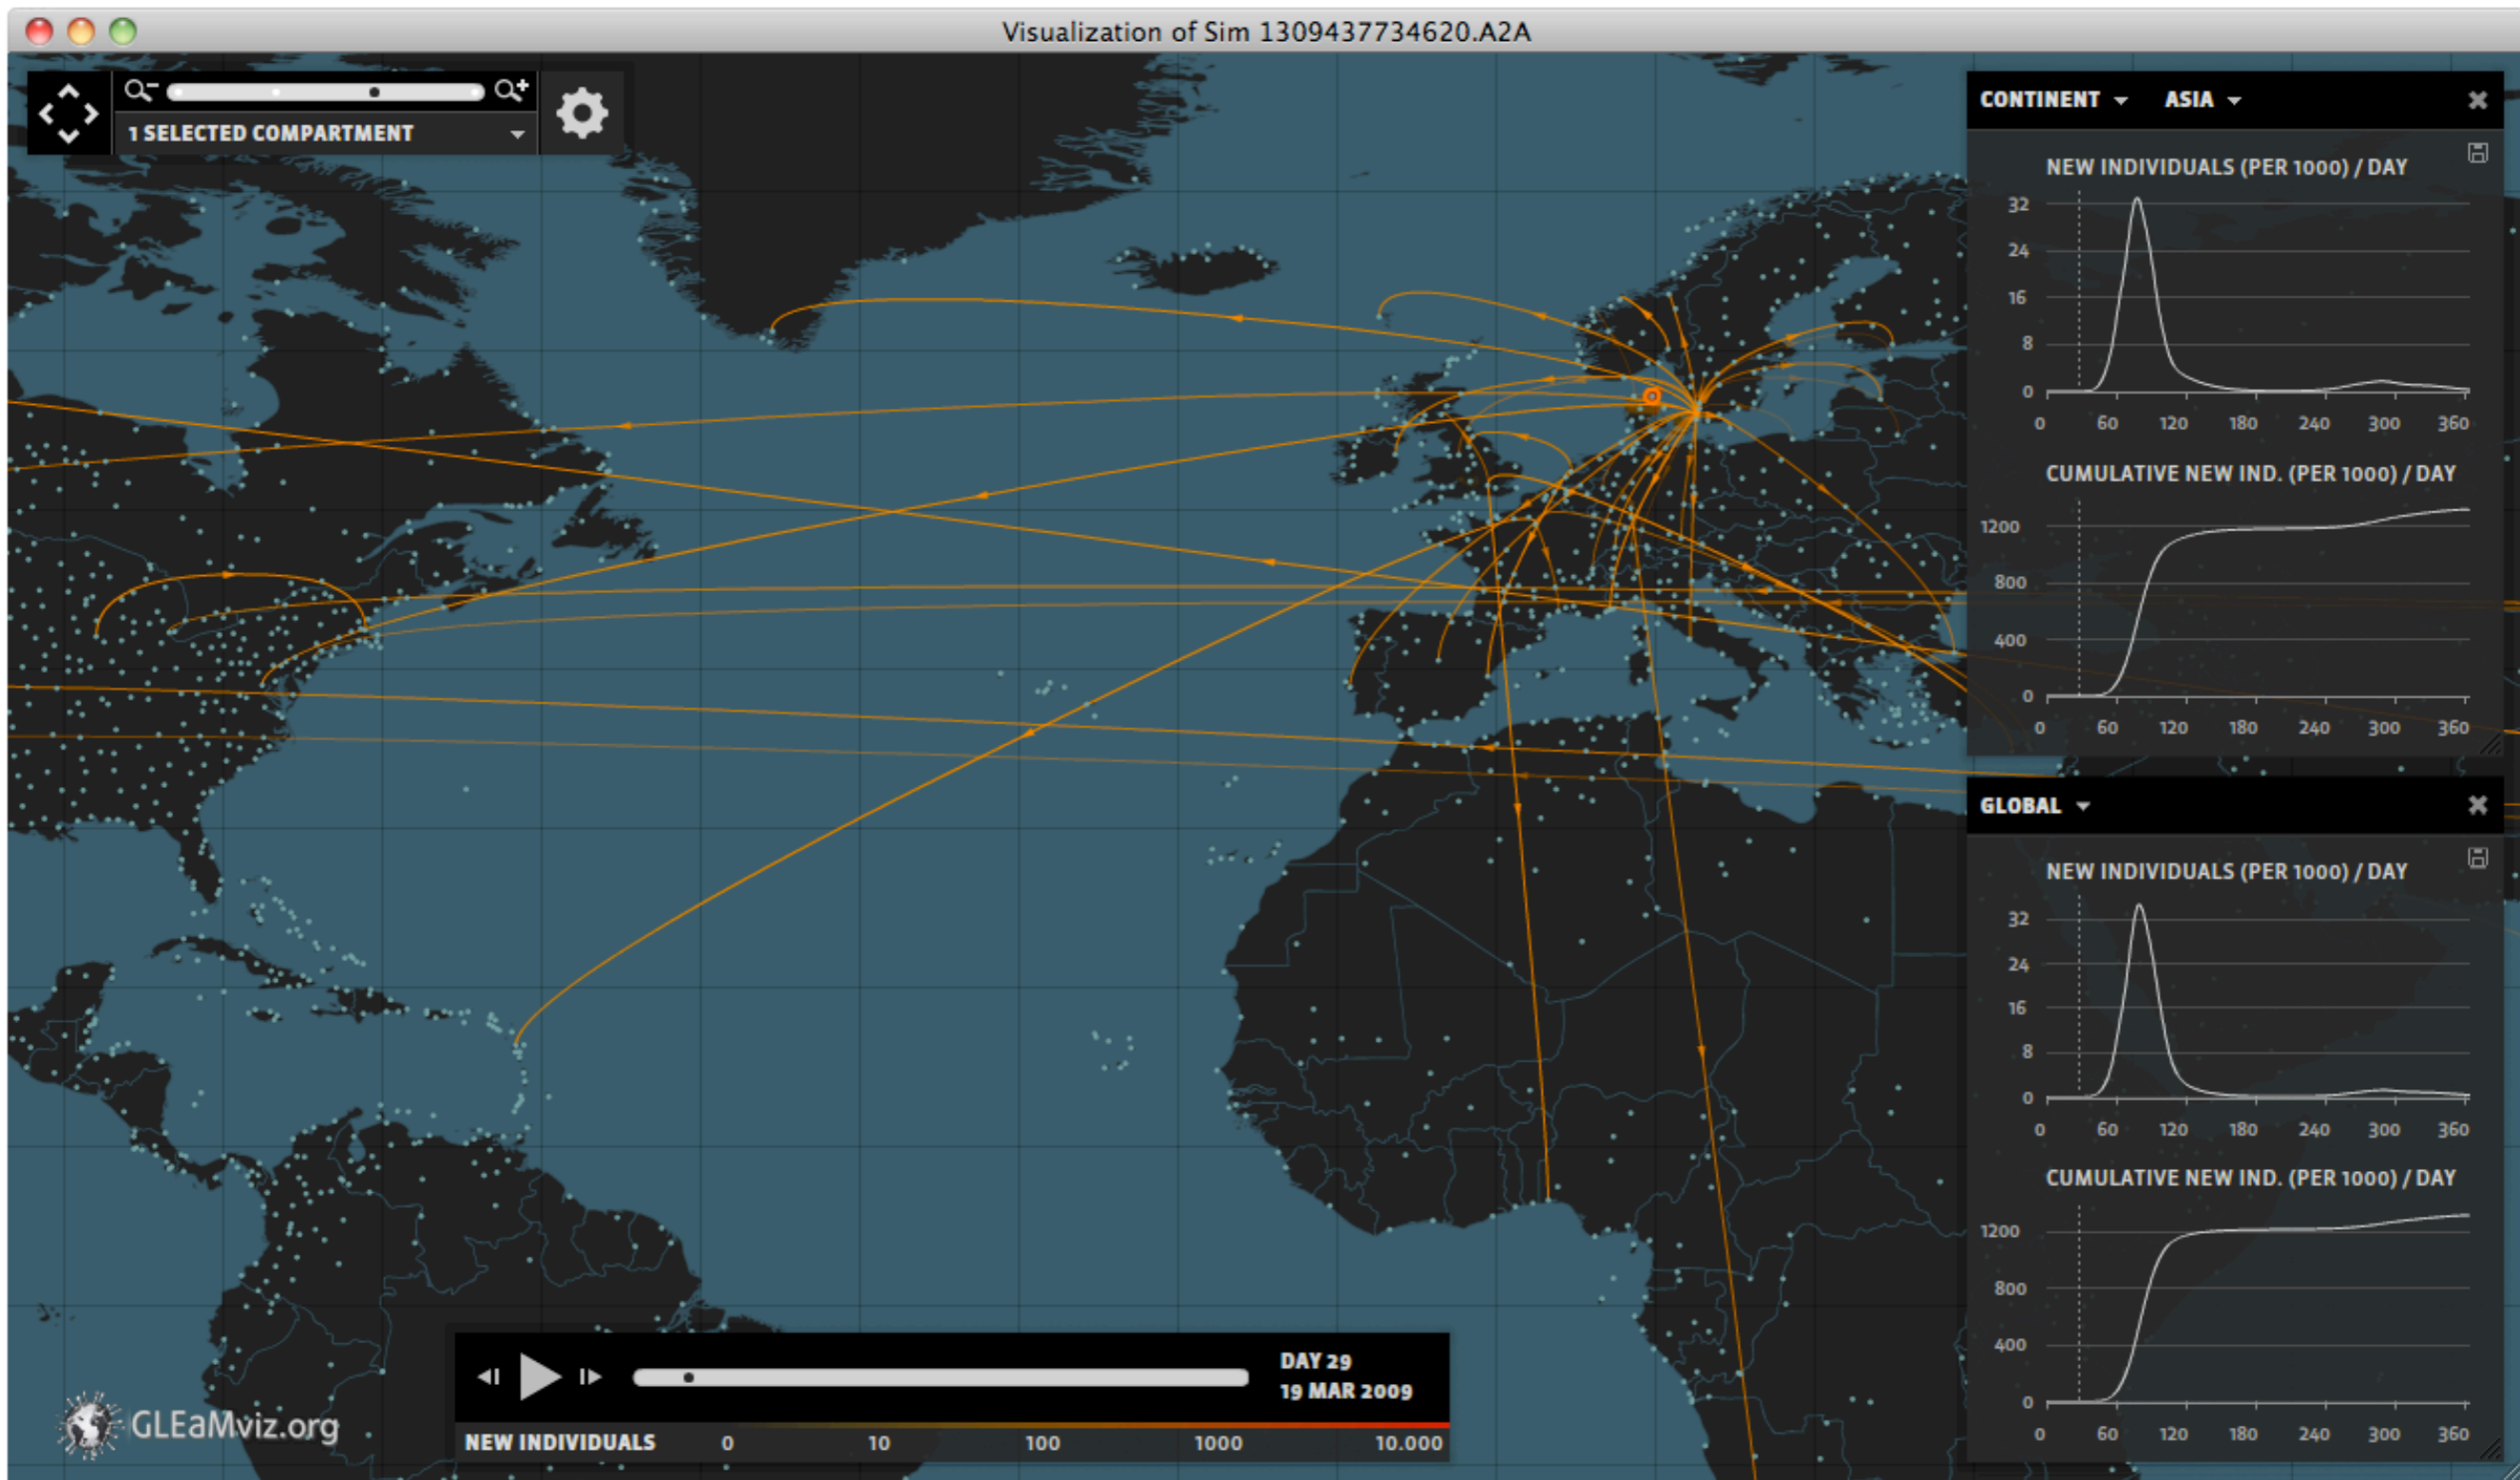 Visualization of Sim 1309437734620.A2A
1 SELECTED COMPARTMENT
CONTINENT ASIA
NEW INDIVIDUALS (PER 1000) / DAY
32
24
16
8
0
0 60 120 180 240 300 360
CUMULATIVE NEW IND. (PER 1000) / DAY
1200
800
400
0
0 60 120 180 240 300 360
GLOBAL
NEW INDIVIDUALS (PER 1000) / DAY
32
24
16
8
0
0 60 120 180 240 300 360
CUMULATIVE NEW IND. (PER 1000) / DAY
1200
800
400
0
0 60 120 180 240 300 360
DAY 29
19 MAR 2009
NEW INDIVIDUALS 0 10 100 1000 10.000
GLEaMviz.org